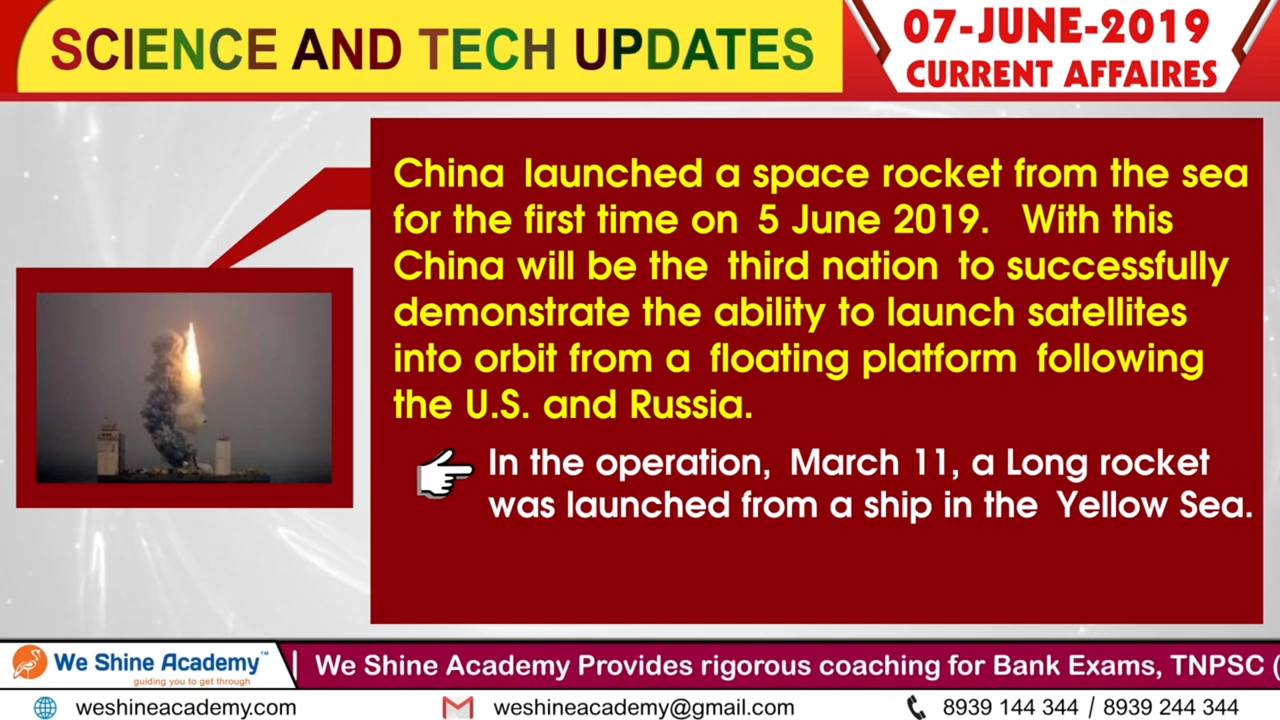 SCIENCE AND TECH UPDATES
07-JUNE-2019
CURRENT AFFAIRES
China launched a space rocket from the sea
for the first time on 5 June 2019. With this
China will be the third nation to successfully
demonstrate the ability to launch satellites
into orbit from a floating platform following
the U.S. and Russia.
In the operation, March 11, a Long rocket
was launched from a ship in the Yellow Sea.
We Shine Academy™
guiding you to get through
We Shine Academy Provides rigorous coaching for Bank Exams, TNPSC (
weshineacademy.com
weshineacademy@gmail.com
8939 144 344 / 8939 244 344